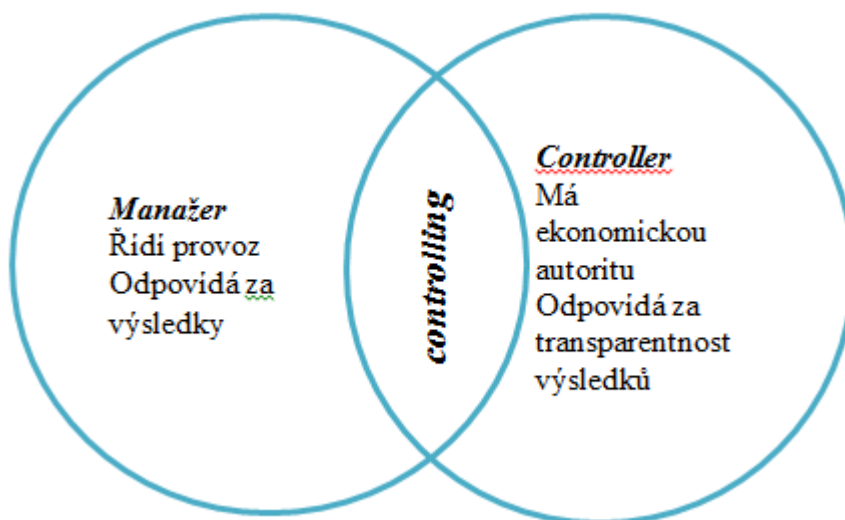 Manažer
Řídí provoz
Odpovídá za
výsledky
controlling
Controller
Má
ekonomickou
autoritu
Odpovídá za
transparentnost
výsledků